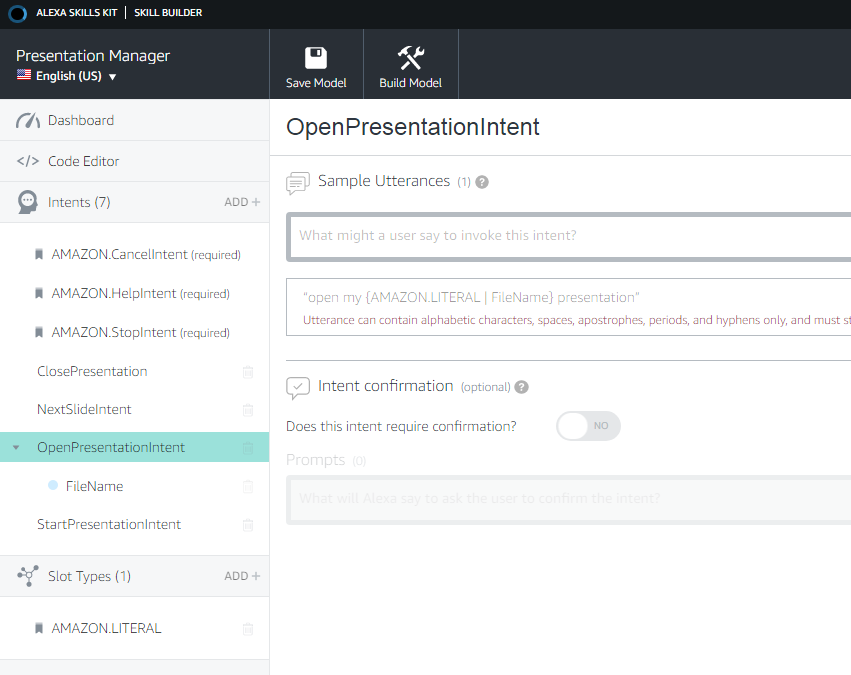 ALEXA SKILLS KIT | SKILL BUILDER
Presentation Manager
English (US) ▼
Save Model
Build Model
Dashboard
</> Code Editor
Intents (7) ADD +
AMAZON.CancelIntent (required)
AMAZON.HelpIntent (required)
AMAZON.StopIntent (required)
ClosePresentation
NextSlideIntent
OpenPresentationIntent
FileName
StartPresentationIntent
Slot Types (1) ADD +
AMAZON.LITERAL
OpenPresentationIntent
Sample Utterances (1) ?
What might a user say to invoke this intent?
"open my {AMAZON.LITERAL | FileName} presentation"
Utterance can contain alphabetic characters, spaces, apostrophes, periods, and hyphens only, and must st
Intent confirmation (optional) ?
Does this intent require confirmation? NO
Prompts (0)
What will Alexa say to ask the user to confirm the intent?